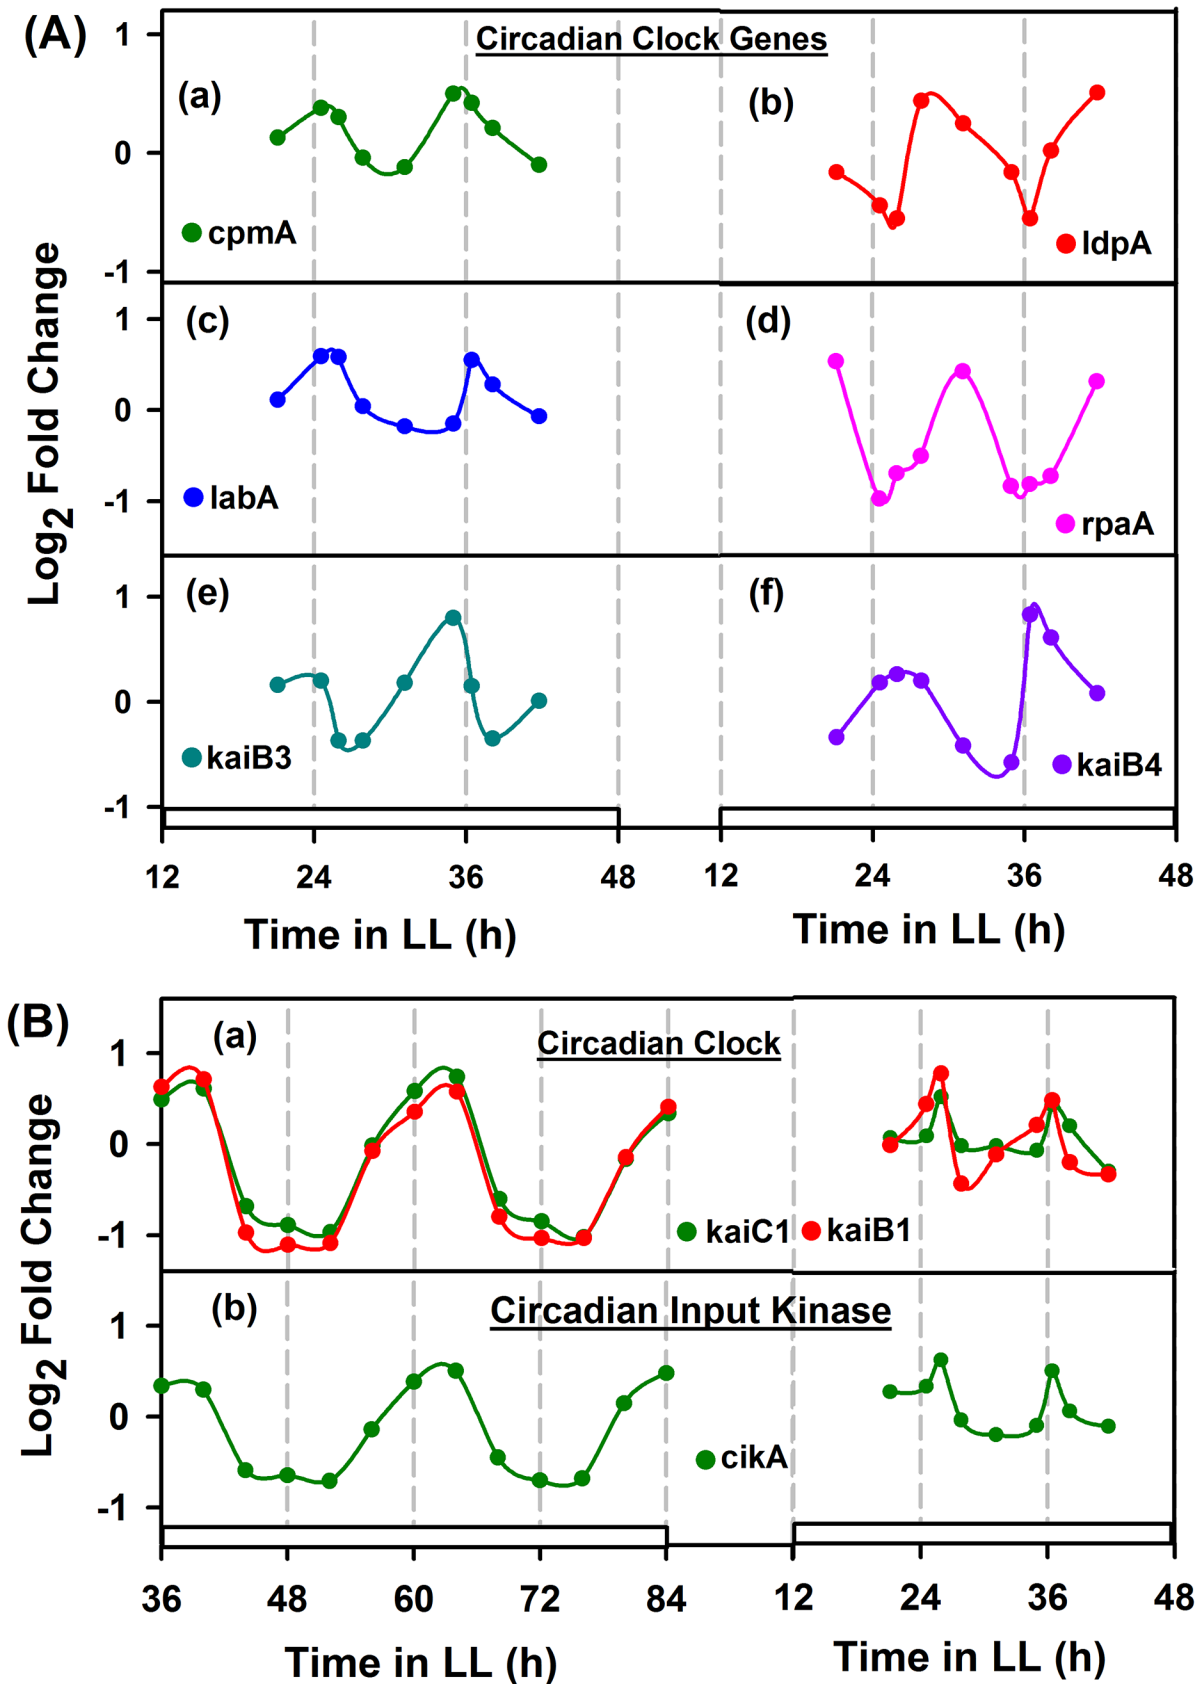 (A)
Circadian Clock Genes
Log2 Fold Change
1
0
-1
(a)
cpmA
(b)
ldpA
1
0
-1
(c)
labA
(d)
rpaA
1
0
-1
(e)
kaiB3
(f)
kaiB4
12 24 36 48 12 24 36 48
Time in LL (h) Time in LL (h)
(B)
Log2 Fold Change
1
0
-1
(a)
Circadian Clock
kaiC1 kaiB1
1
0
-1
(b)
Circadian Input Kinase
cikA
36 48 60 72 84 12 24 36 48
Time in LL (h) Time in LL (h)